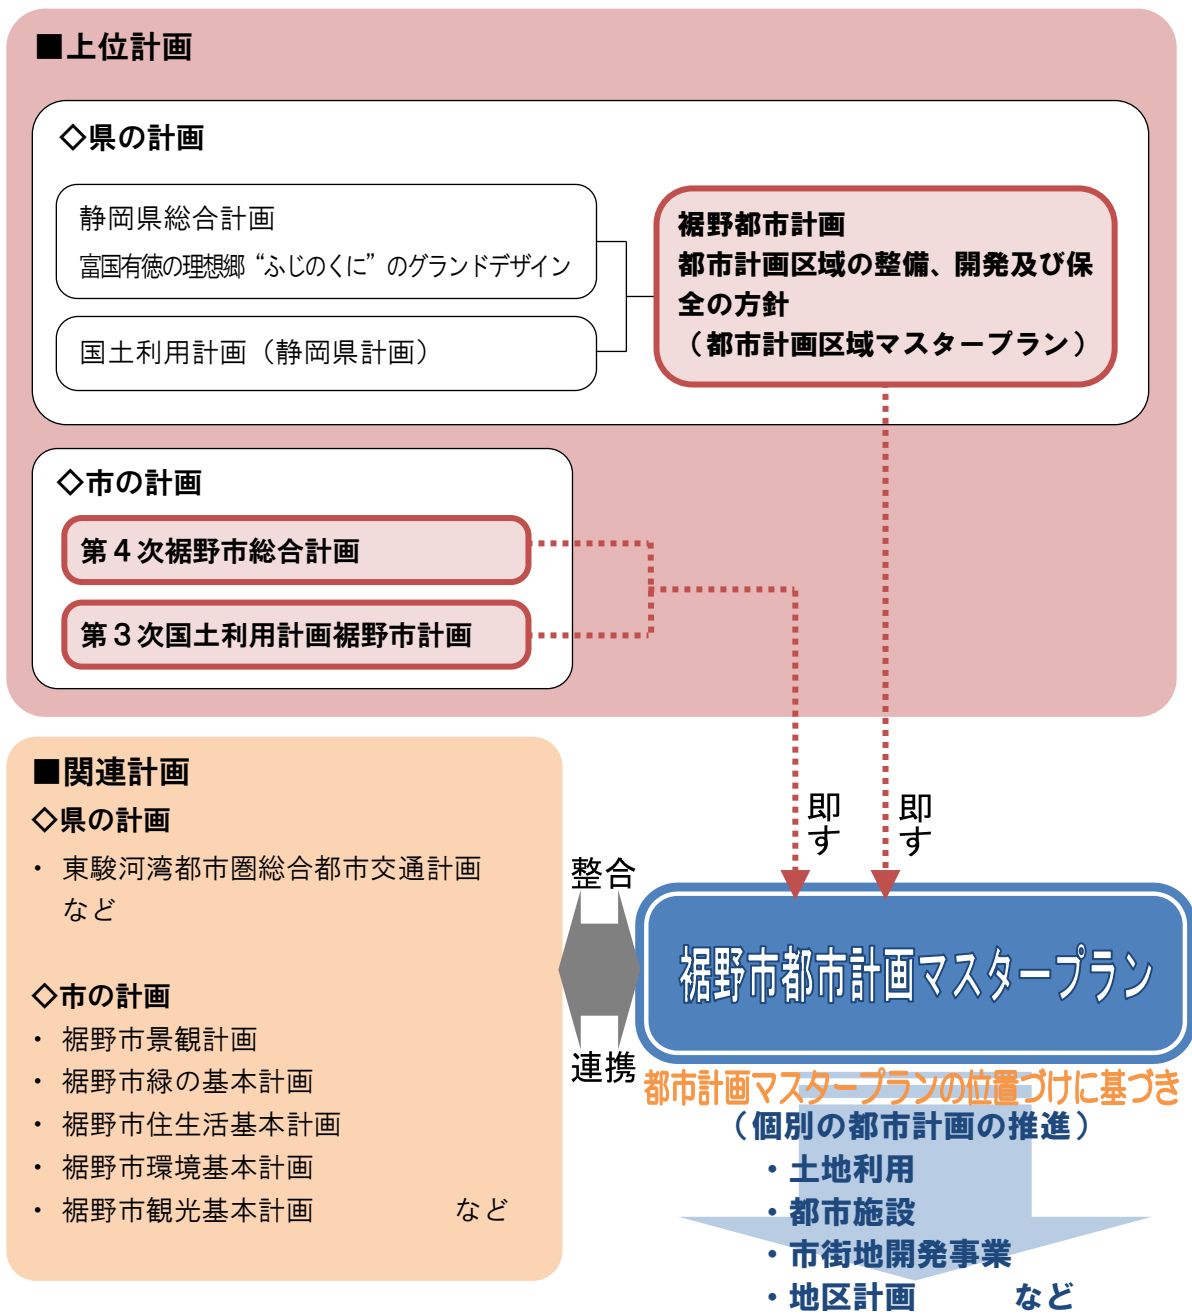 ■上位計画
◇県の計画
静岡県総合計画
富国有徳の理想郷“ふじのくに”のグランドデザイン
国土利用計画（静岡県計画）
裾野都市計画
都市計画区域の整備、開発及び保
全の方針
（都市計画区域マスタープラン）
◇市の計画
第４次裾野市総合計画
第３次国土利用計画裾野市計画
即す
即す
■関連計画
◇県の計画
・ 東駿河湾都市圏総合都市交通計画
など
◇市の計画
・ 裾野市景観計画
・ 裾野市緑の基本計画
・ 裾野市住生活基本計画
・ 裾野市環境基本計画
・ 裾野市観光基本計画 など
整合
連携
裾野市都市計画マスタープラン
都市計画マスタープランの位置づけに基づき
（個別の都市計画の推進）
・土地利用
・都市施設
・市街地開発事業
・地区計画 など